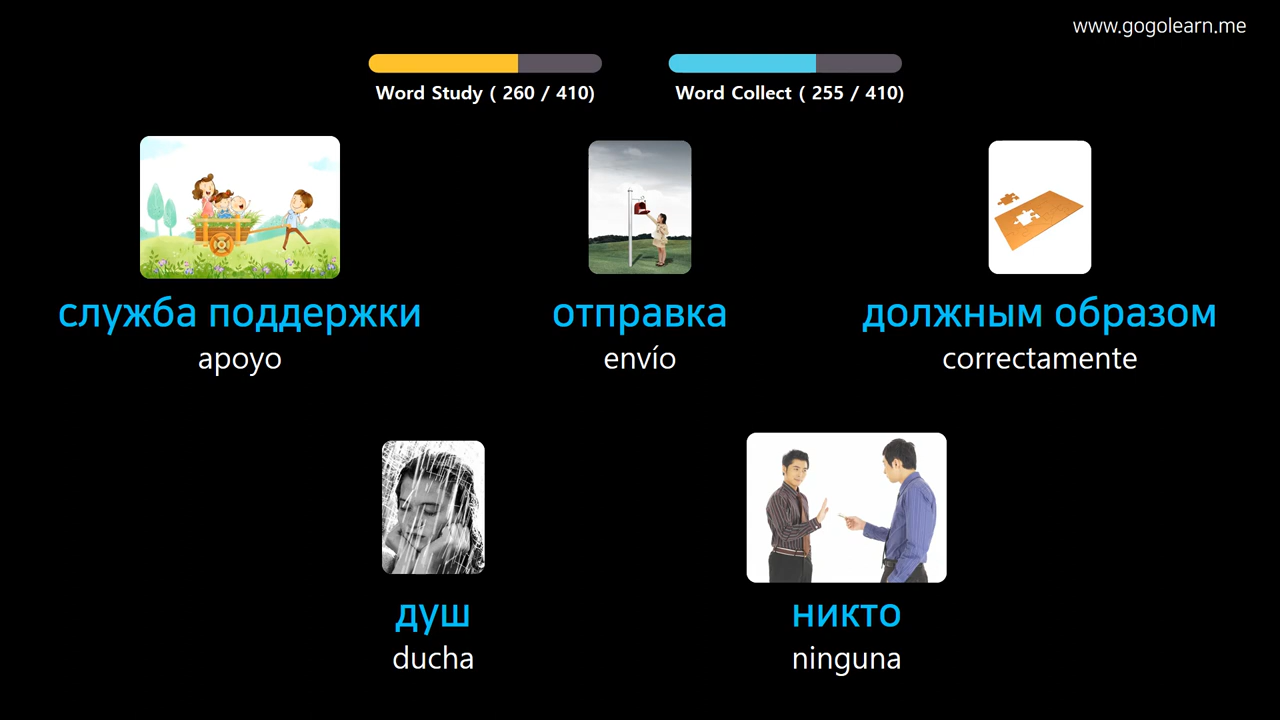 www.gogolearn.me
Word Study ( 260 / 410)
Word Collect ( 255 / 410)
служба поддержки
apoyo
отправка
envío
должным образом
correctamente
душ
ducha
никто
ninguna